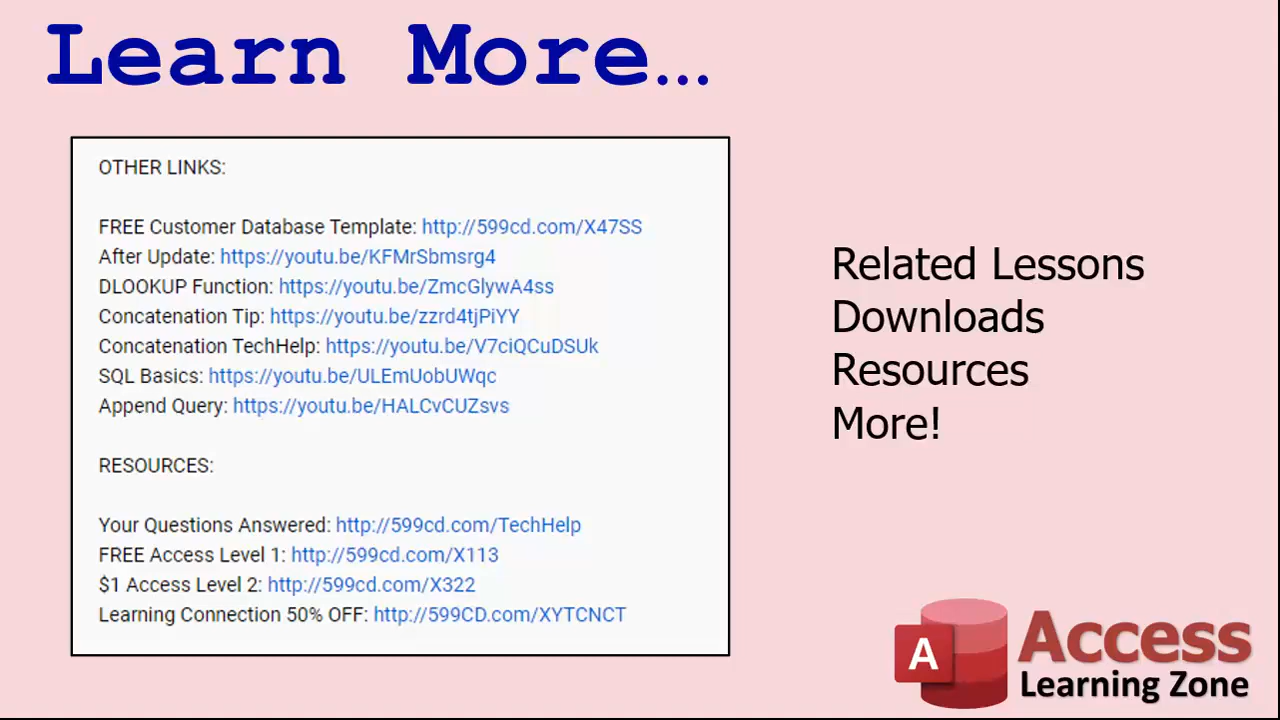 Learn More...
OTHER LINKS:
FREE Customer Database Template: http://599cd.com/X47SS
After Update: https://youtu.be/KFMrSbmsrg4
DLOOKUP Function: https://youtu.be/ZmcGlywA4ss
Concatenation Tip: https://youtu.be/zzrd4tjPiYY
Concatenation TechHelp: https://youtu.be/V7ciQCuDSUk
SQL Basics: https://youtu.be/ULEmUobUWqc
Append Query: https://youtu.be/HALCvCUZsvs
RESOURCES:
Your Questions Answered: http://599cd.com/TechHelp
FREE Access Level 1: http://599cd.com/X113
$1 Access Level 2: http://599cd.com/X322
Learning Connection 50% OFF: http://599CD.com/XYTCNCT
Related Lessons
Downloads
Resources
More!
A
Access
Learning Zone